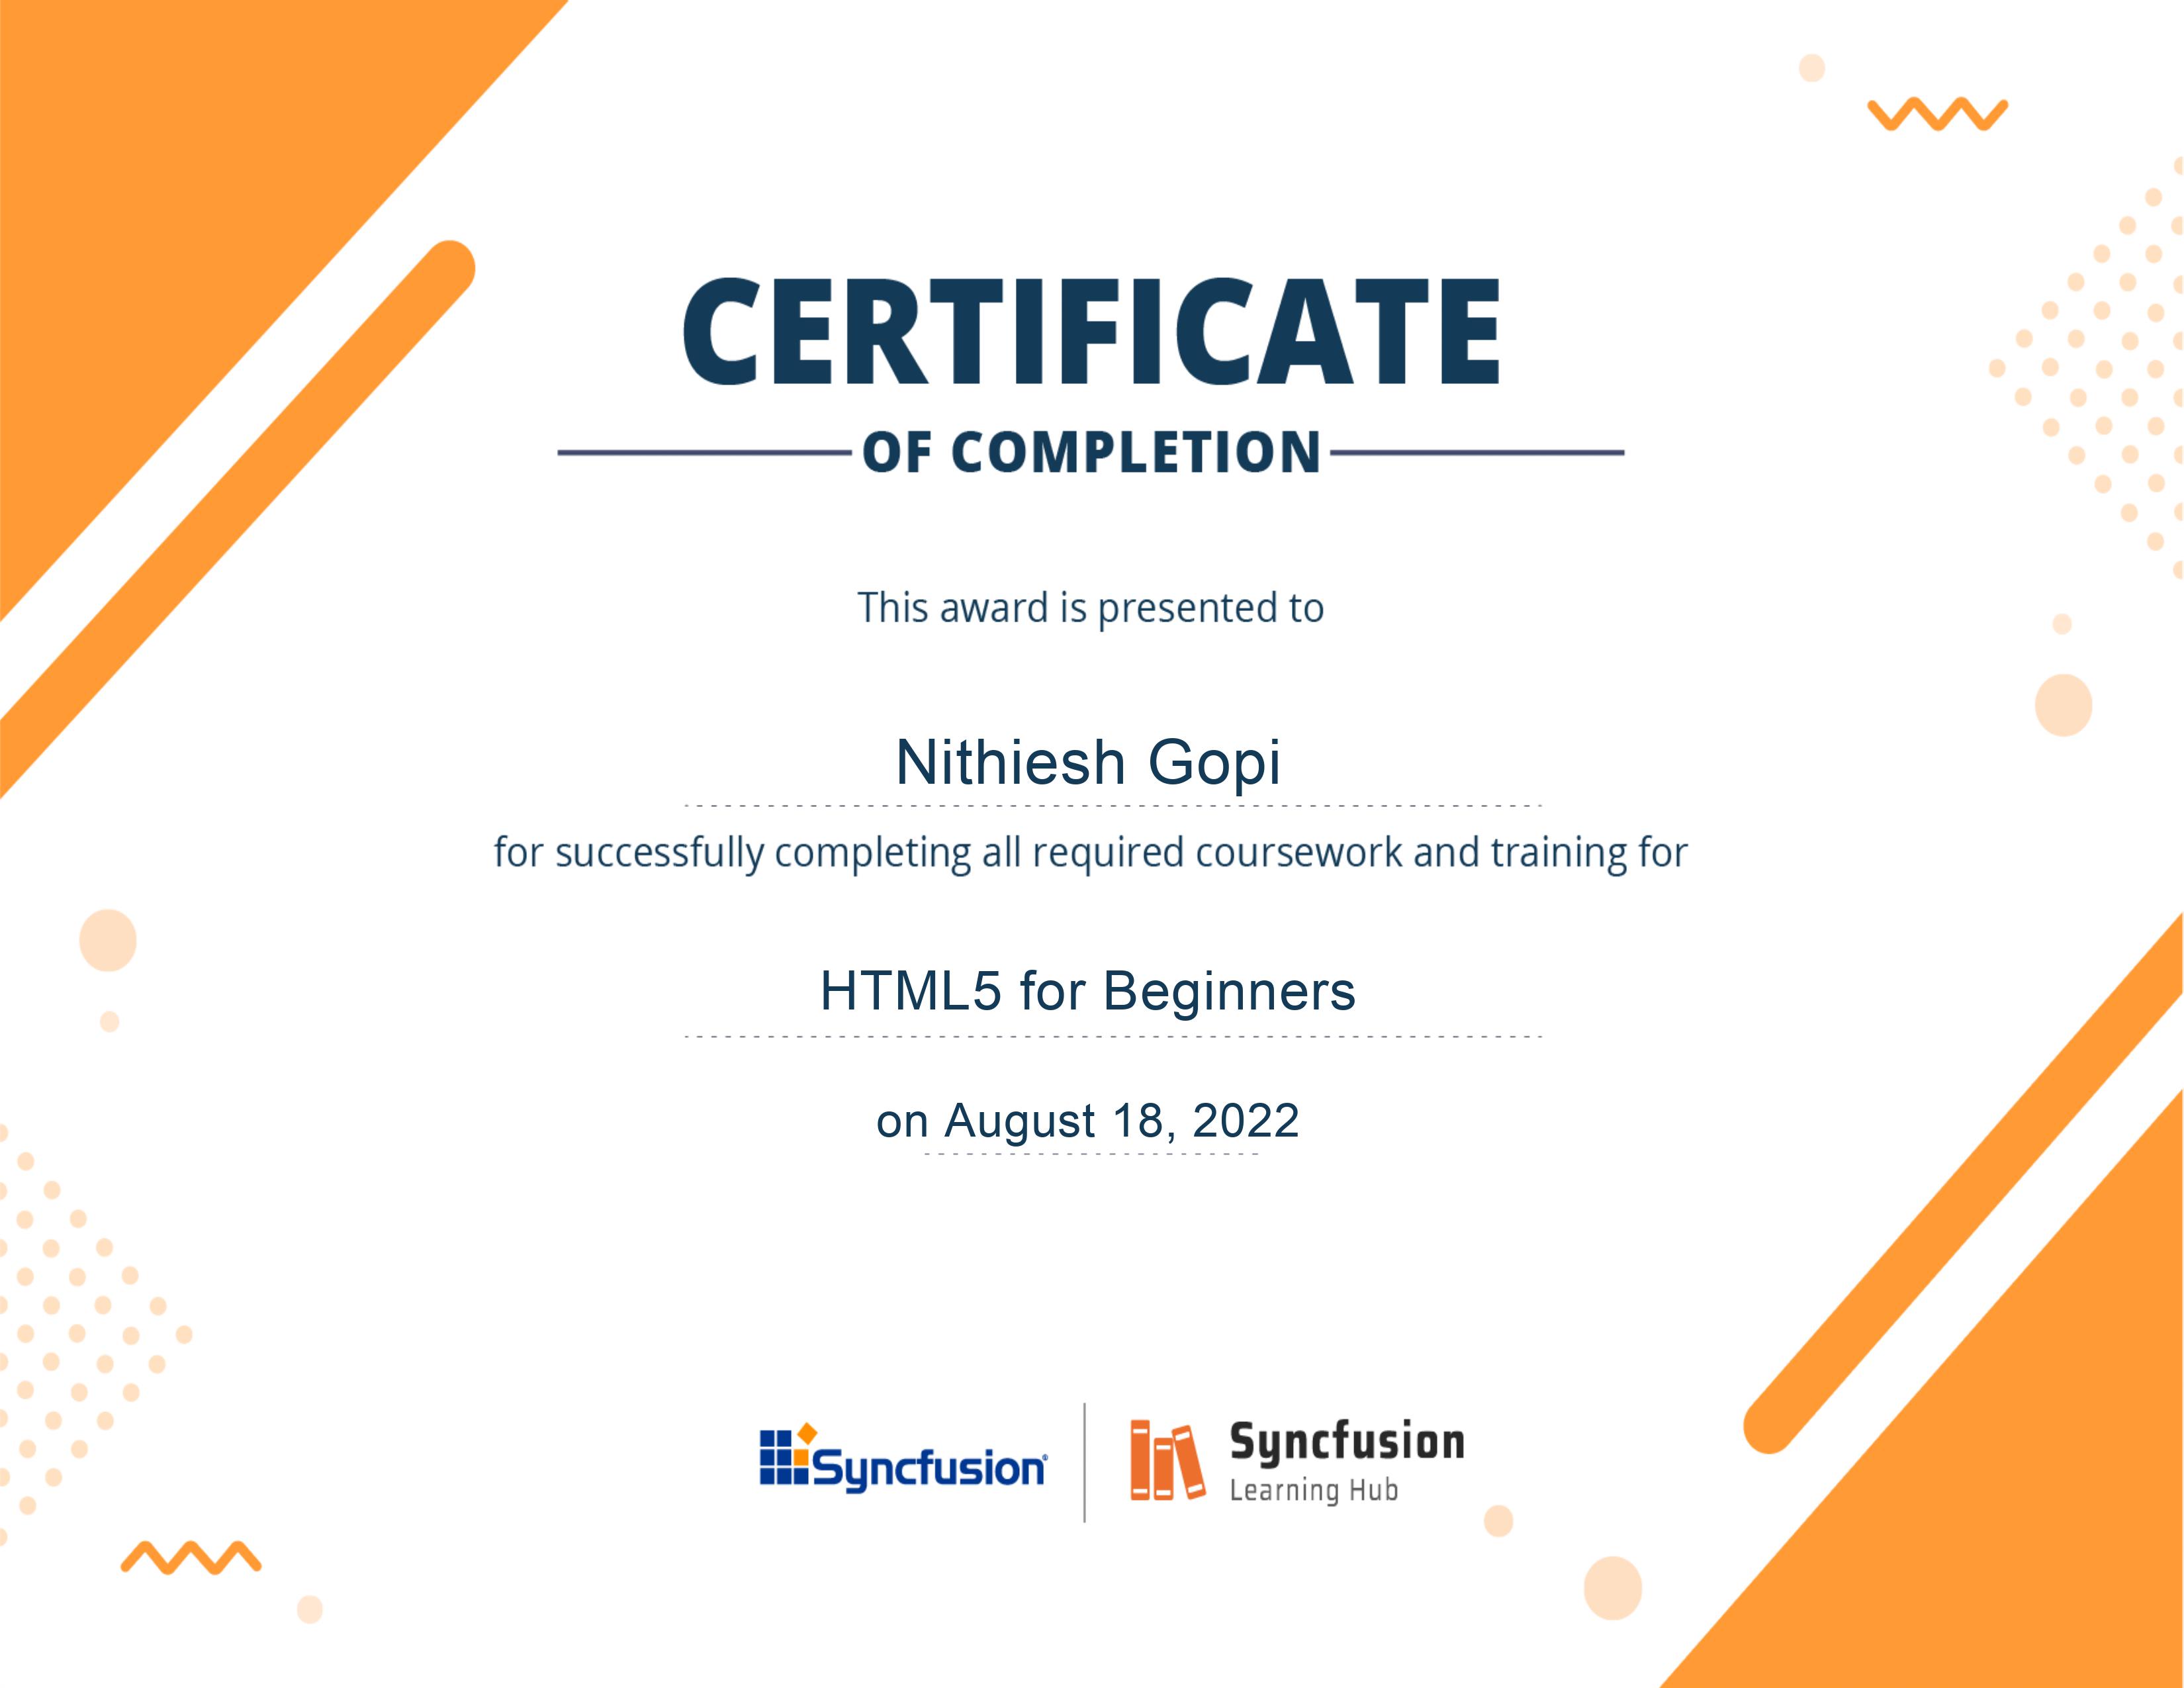 CERTIFICATE
OF COMPLETION
This award is presented to
Nithiesh Gopi
for successfully completing all required coursework and training for
HTML5 for Beginners
on August 18, 2022
Syncfusion®
Syncfusion
Learning Hub